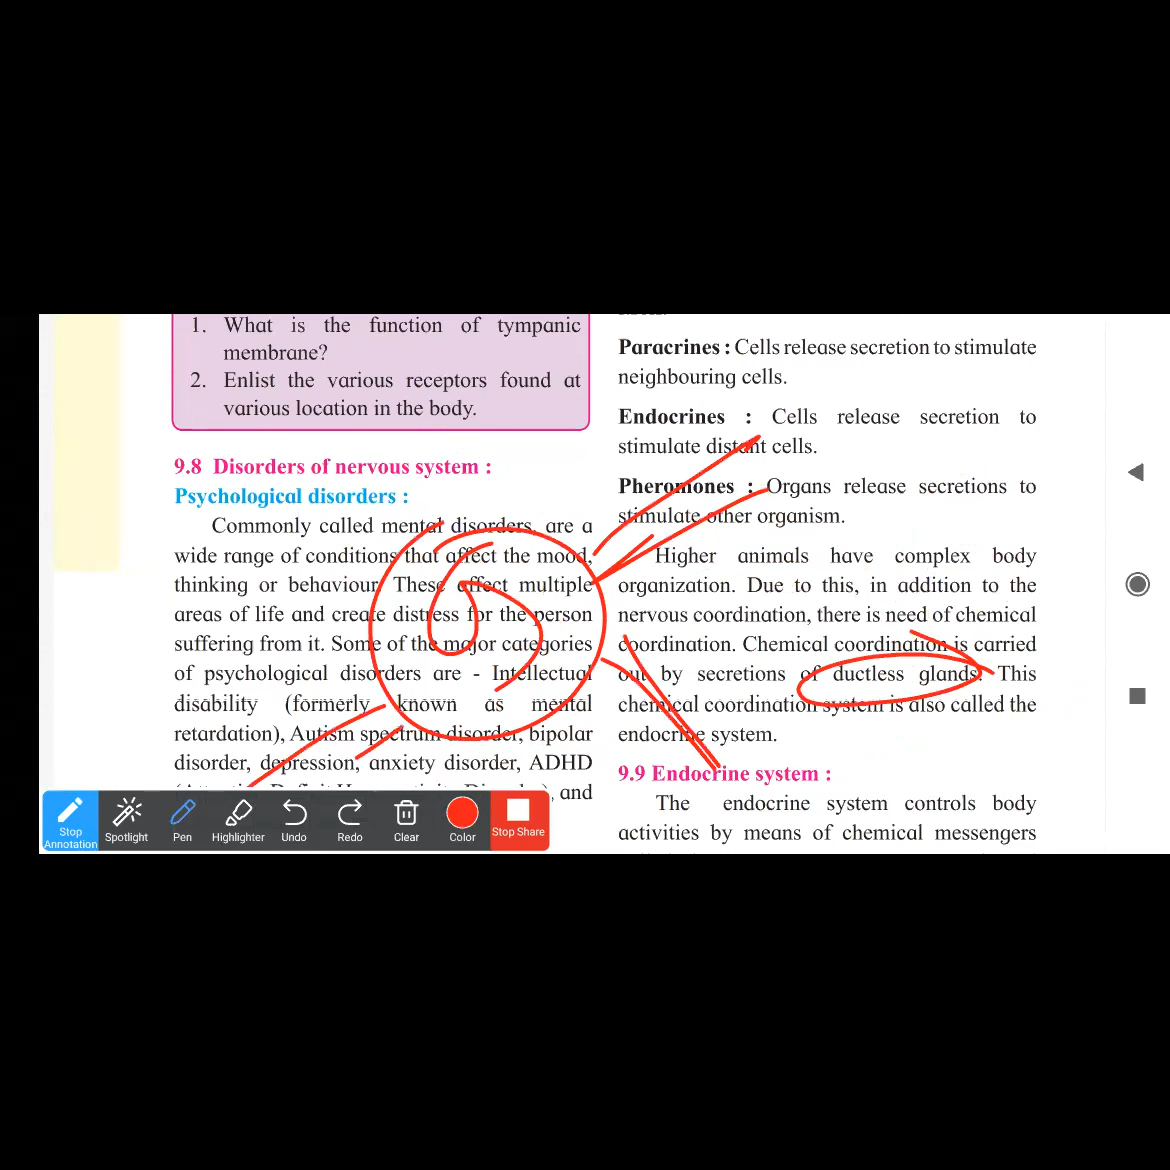 1. What is the function of tympanic
membrane?
2. Enlist the various receptors found at
various location in the body.
9.8 Disorders of nervous system :
Psychological disorders :
Commonly called mental disorders, are a
wide range of conditions that affect the mood,
thinking or behaviour. These effect multiple
areas of life and create distress for the person
suffering from it. Some of the major categories
of psychological disorders are - Intellectual
disability (formerly known as mental
retardation), Autism spectrum disorder, bipolar
disorder, depression, anxiety disorder, ADHD
and
Paracrines : Cells release secretion to stimulate
neighbouring cells.
Endocrines : Cells release secretion to
stimulate distant cells.
Pheromones : Organs release secretions to
stimulate other organism.
Higher animals have complex body
organization. Due to this, in addition to the
nervous coordination, there is need of chemical
coordination. Chemical coordination is carried
out by secretions of ductless glands. This
chemical coordination system is also called the
endocrine system.
9.9 Endocrine system :
The endocrine system controls body
activities by means of chemical messengers
Stop
Annotation
Spotlight
Pen
Highlighter
Undo
Redo
Clear
Color
Stop Share